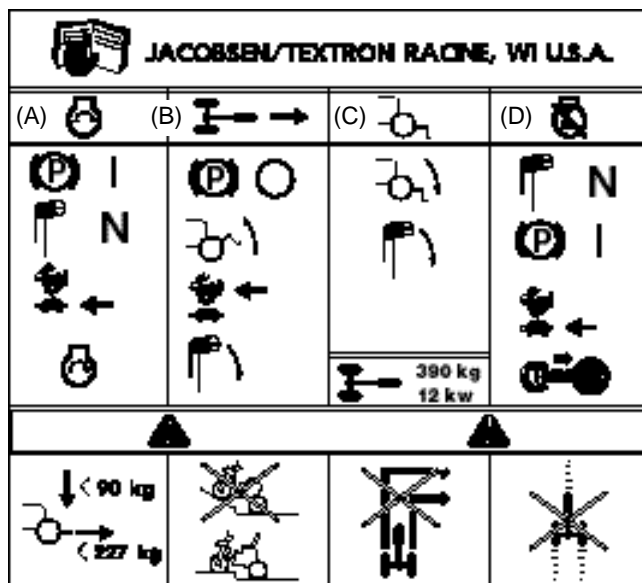 JACOBSEN/TEXTRON RACINE, WI U.S.A.
(A) (B) (C) (D)
P I
N
P
N
P I
390 kg
12 kw
< 90 kg
< 227 kg